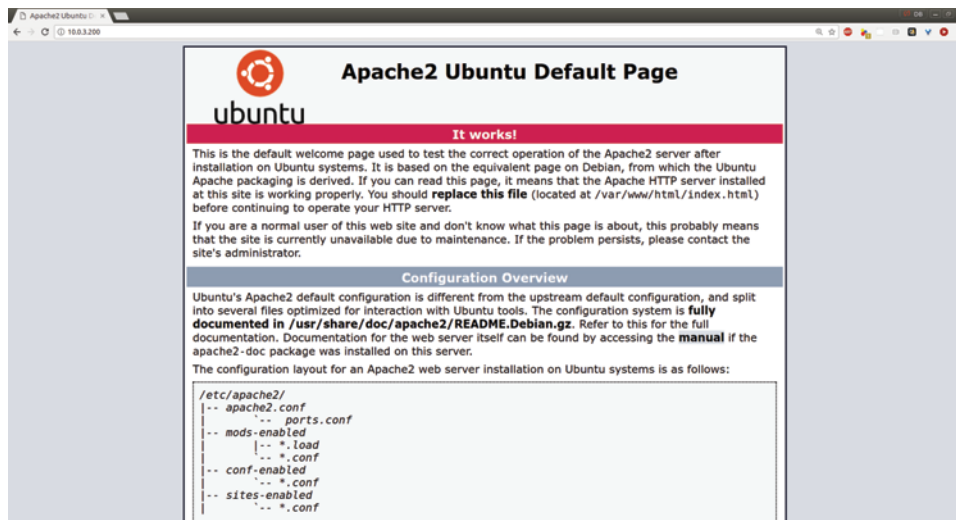 Apache2 Ubuntu D
10.0.3.200
ubuntu
Apache2 Ubuntu Default Page
It works!
This is the default welcome page used to test the correct operation of the Apache2 server after
installation on Ubuntu systems. It is based on the equivalent page on Debian, from which the Ubuntu
Apache packaging is derived. If you can read this page, it means that the Apache HTTP server installed
at this site is working properly. You should replace this file (located at /var/www/html/index.html)
before continuing to operate your HTTP server.
If you are a normal user of this web site and don't know what this page is about, this probably means
that the site is currently unavailable due to maintenance. If the problem persists, please contact the
site's administrator.
Configuration Overview
Ubuntu's Apache2 default configuration is different from the upstream default configuration, and split
into several files optimized for interaction with Ubuntu tools. The configuration system is fully
documented in /usr/share/doc/apache2/README.Debian.gz. Refer to this for the full
documentation. Documentation for the web server itself can be found by accessing the manual if the
apache2-doc package was installed on this server.
The configuration layout for an Apache2 web server installation on Ubuntu systems is as follows:
/etc/apache2/
|-- apache2.conf
|       `--  ports.conf
|-- mods-enabled
|       |-- *.load
|       `-- *.conf
|-- conf-enabled
|       `-- *.conf
|-- sites-enabled
|       `-- *.conf